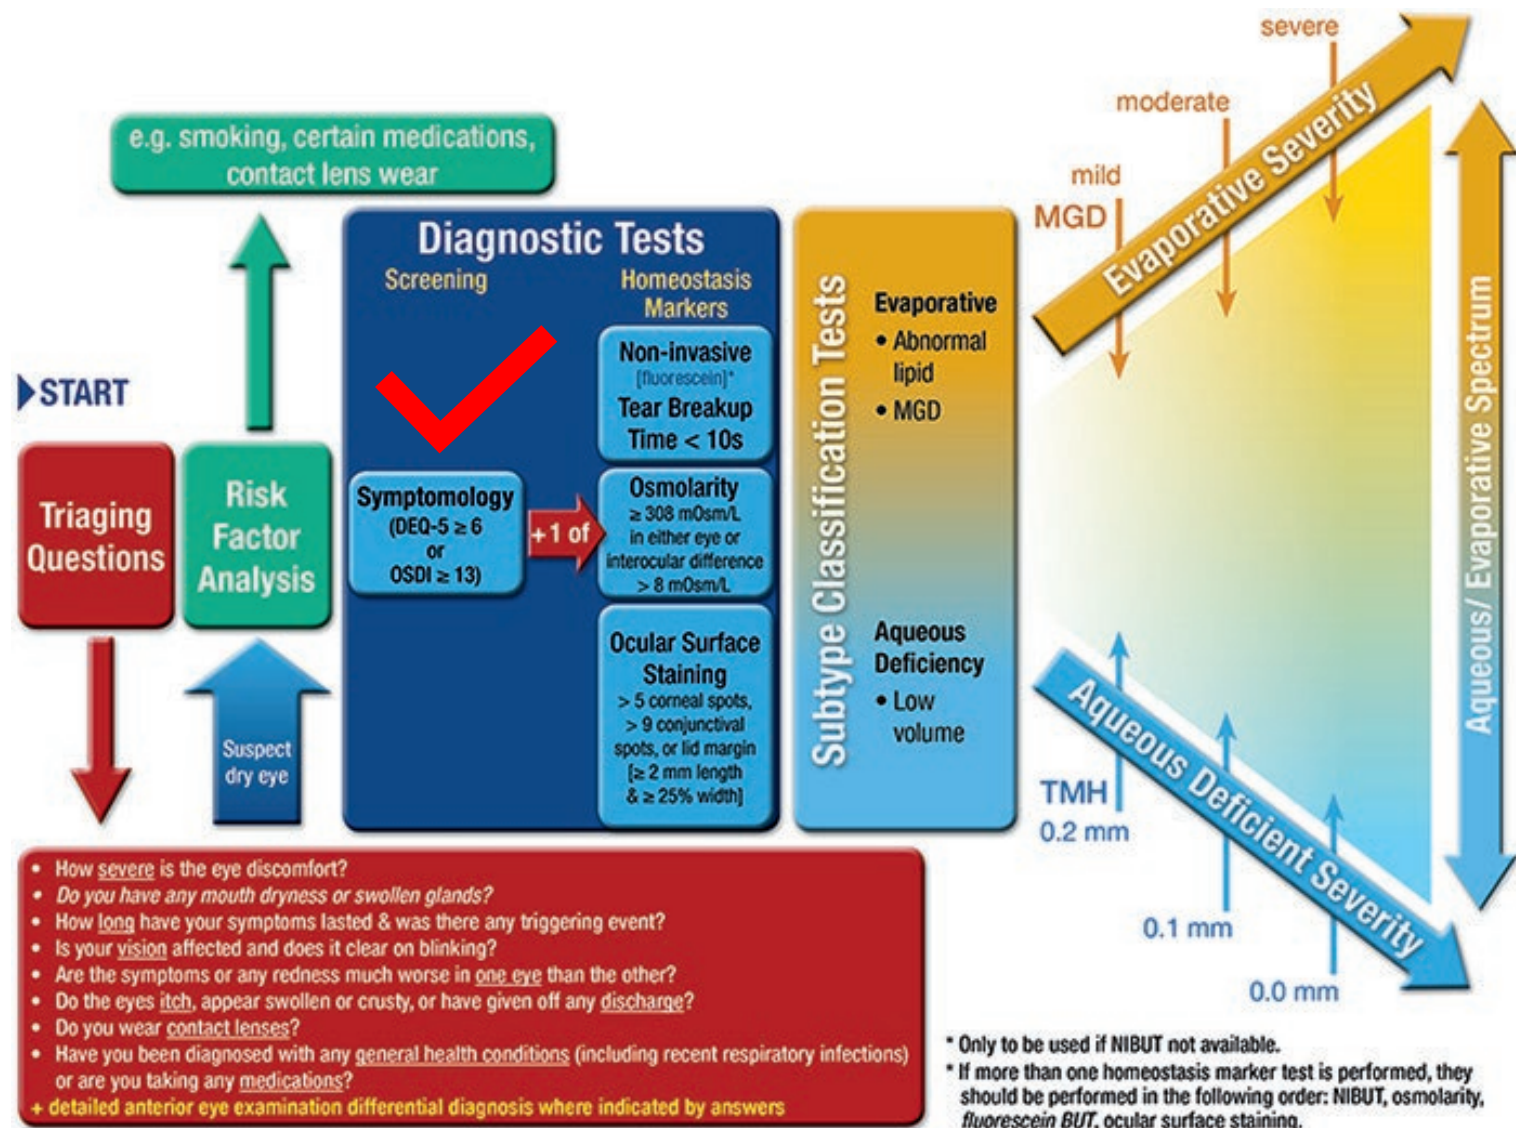 e.g. smoking, certain medications,
contact lens wear
START
Triaging
Questions
Risk
Factor
Analysis
Suspect
dry eye
Diagnostic Tests
Screening
Symptomology
(DEQ-5 ≥ 6
or
OSDI ≥ 13)
+1 of
Homeostasis
Markers
Non-invasive
[fluorescein]*
Tear Breakup
Time < 10s
Osmolarity
≥ 308 mOsm/L
in either eye or
interocular difference
> 8 mOsm/L
Ocular Surface
Staining
> 5 corneal spots,
> 9 conjunctival
spots, or lid margin
[≥ 2 mm length
& ≥ 25% width]
Subtype Classification Tests
Evaporative
• Abnormal
lipid
• MGD
Aqueous
Deficiency
• Low
volume
severe
moderate
mild
MGD
Evaporative Severity
Aqueous/ Evaporative Spectrum
Aqueous Deficient Severity
TMH
0.2 mm
0.1 mm
0.0 mm
• How severe is the eye discomfort?
• Do you have any mouth dryness or swollen glands?
• How long have your symptoms lasted & was there any triggering event?
• Is your vision affected and does it clear on blinking?
• Are the symptoms or any redness much worse in one eye than the other?
• Do the eyes itch, appear swollen or crusty, or have given off any discharge?
• Do you wear contact lenses?
• Have you been diagnosed with any general health conditions (including recent respiratory infections)
or are you taking any medications?
+ detailed anterior eye examination differential diagnosis where indicated by answers
* Only to be used if NIBUT not available.
* If more than one homeostasis marker test is performed, they
should be performed in the following order: NIBUT, osmolarity,
fluorescein BUT, ocular surface staining.